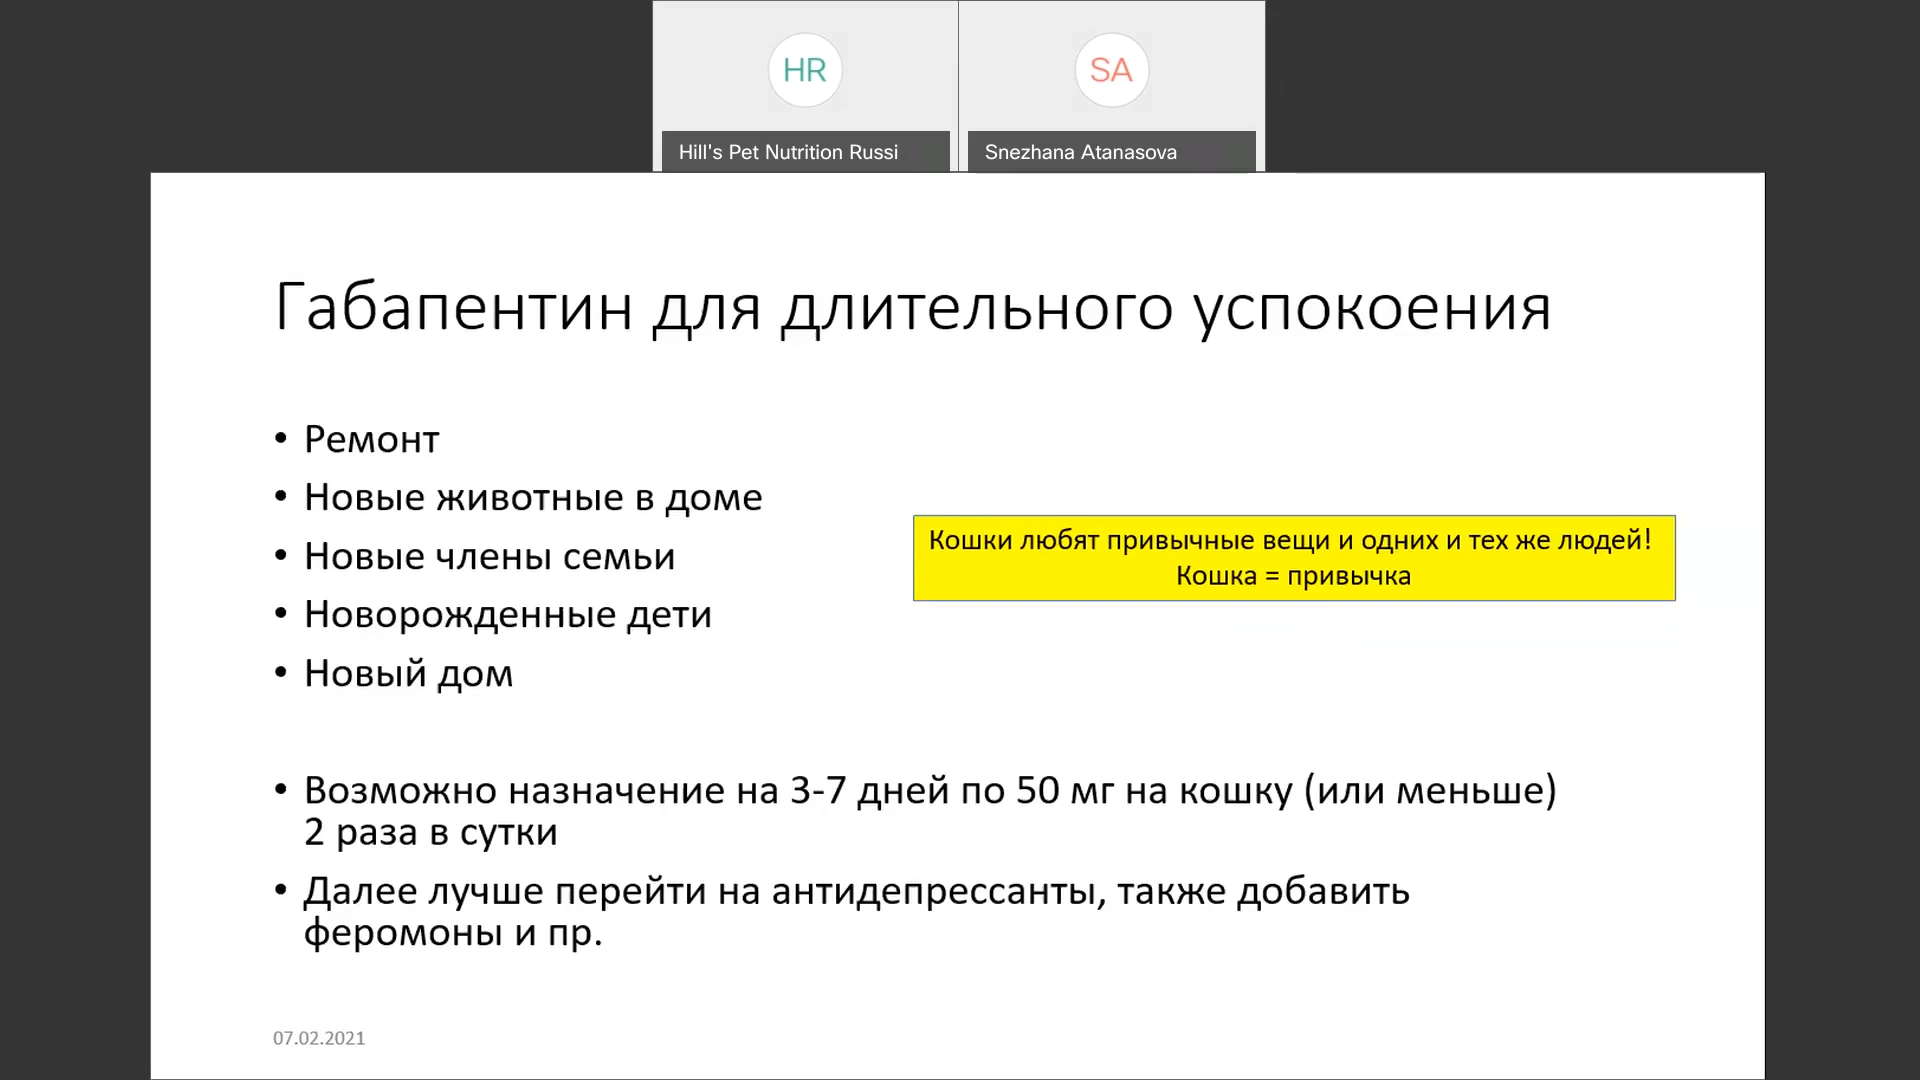 HR
SA
Hill's Pet Nutrition Russi
Snezhana Atanasova
Габапентин для длительного успокоения
• Ремонт
• Новые животные в доме
• Новые члены семьи
• Новорожденные дети
• Новый дом
Кошки любят привычные вещи и одних и тех же людей!
Кошка = привычка
• Возможно назначение на 3-7 дней по 50 мг на кошку (или меньше)
2 раза в сутки
• Далее лучше перейти на антидепрессанты, также добавить
феромоны и пр.
07.02.2021